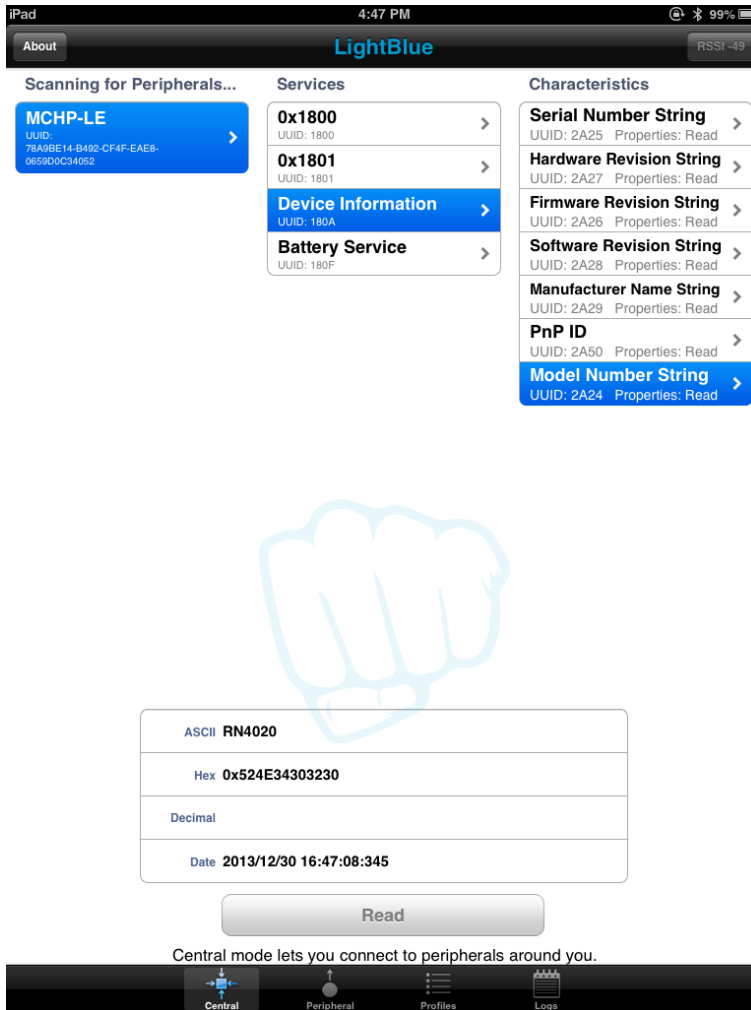 iPad 4:47 PM 99%
About LightBlue RSSI -49
Scanning for Peripherals...
MCHP-LE
UUID:
78A9BE14-B492-CF4F-EAE8-
0659D0C34052
Services
0x1800
UUID: 1800
0x1801
UUID: 1801
Device Information
UUID: 180A
Battery Service
UUID: 180F
Characteristics
Serial Number String
UUID: 2A25 Properties: Read
Hardware Revision String
UUID: 2A27 Properties: Read
Firmware Revision String
UUID: 2A26 Properties: Read
Software Revision String
UUID: 2A28 Properties: Read
Manufacturer Name String
UUID: 2A29 Properties: Read
PnP ID
UUID: 2A50 Properties: Read
Model Number String
UUID: 2A24 Properties: Read
ASCII RN4020
Hex 0x524E34303230
Decimal
Date 2013/12/30 16:47:08:345
Read
Central mode lets you connect to peripherals around you.
Central Peripheral Profiles Logs